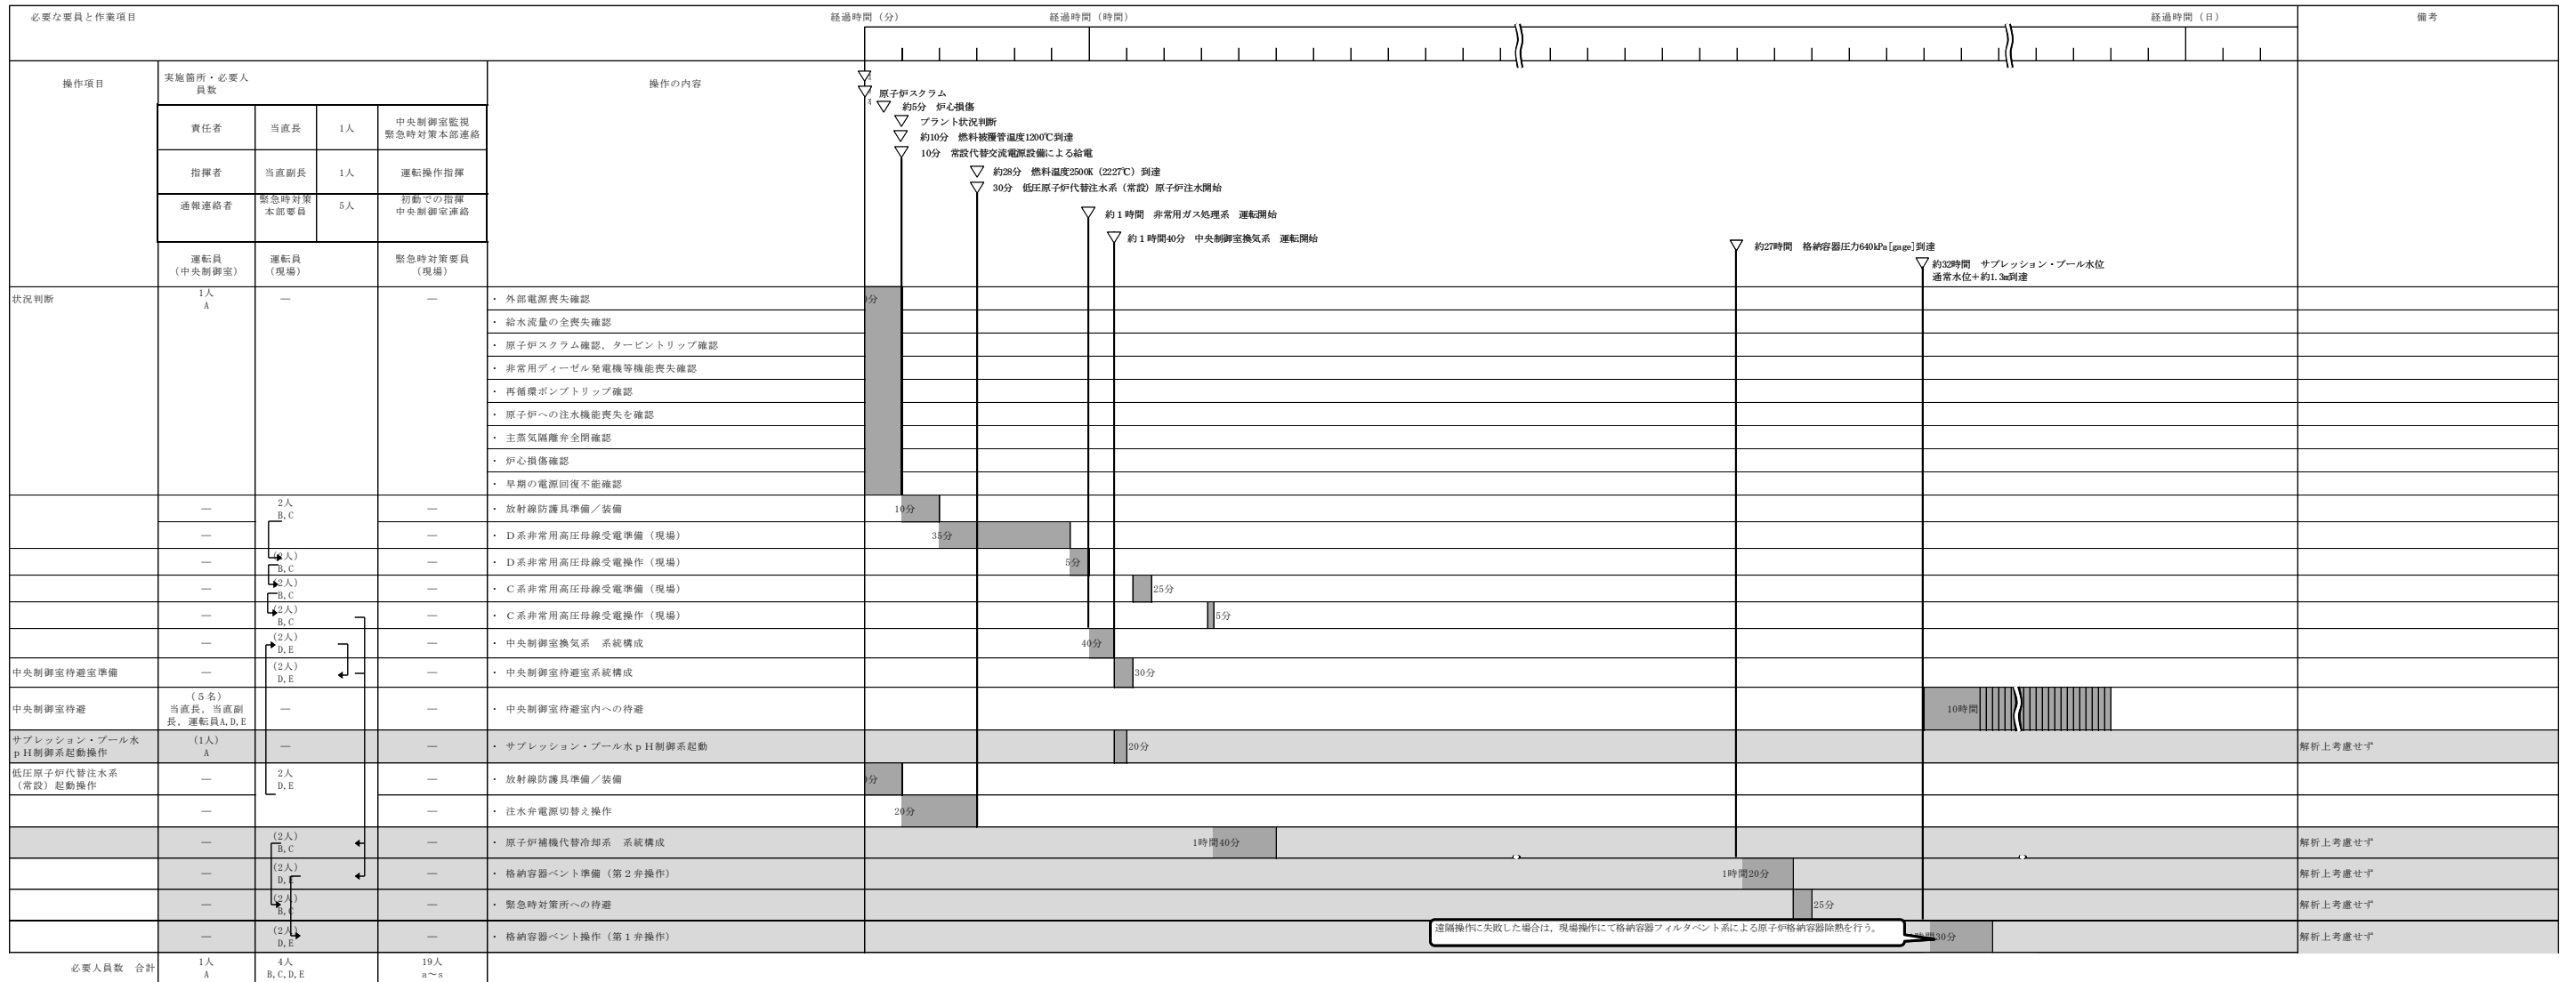 必要な要員と作業項目
経過時間（分）
経過時間（時間）
経過時間（日）
備考
操作項目
実施箇所・必要人
員数
操作の内容
責任者 当直長 1人 中央制御室監視
緊急時対策本部連絡
指揮者 当直副長 1人 運転操作指揮
通報連絡者 緊急時対策
本部要員 5人 初動での指揮
中央制御室連絡
運転員
（中央制御室）
運転員
（現場）
緊急時対策要員
（現場）
原子炉スクラム
約5分　炉心損傷
プラント状況判断
約10分　燃料被覆管温度1200℃到達
10分　常設代替交流電源設備による給電
約28分　燃料温度2500K（2227℃）到達
30分　低圧原子炉代替注水系（常設）原子炉注水開始
約１時間　非常用ガス処理系　運転開始
約１時間40分　中央制御室換気系　運転開始
約27時間　格納容器圧力640kPa[gage]到達
約32時間　サプレッション・プール水位
通常水位＋約1.3m到達
状況判断
1人
A
―
―
・ 外部電源喪失確認
分
・ 給水流量の全喪失確認
・ 原子炉スクラム確認，タービントリップ確認
・ 非常用ディーゼル発電機等機能喪失確認
・ 再循環ポンプトリップ確認
・ 原子炉への注水機能喪失を確認
・ 主蒸気隔離弁全閉確認
・ 炉心損傷確認
・ 早期の電源回復不能確認
― 2人
B,C ― ・ 放射線防護具準備／装備 10分
― ― ・ Ｄ系非常用高圧母線受電準備（現場） 35分
― (2人)
B,C ― ・ Ｄ系非常用高圧母線受電操作（現場） 5分
― (2人)
B,C ― ・ Ｃ系非常用高圧母線受電準備（現場） 25分
― (2人)
B,C ― ・ Ｃ系非常用高圧母線受電操作（現場） 5分
― (2人)
D,E ― ・ 中央制御室換気系　系統構成 40分
中央制御室待避室準備 ― (2人)
D,E ― ・ 中央制御室待避室系統構成 30分
中央制御室待避
（５名）
当直長，当直副
長，運転員A,D,E
― ― ・ 中央制御室待避室内への待避 10時間
サプレッション・プール水
ｐＨ制御系起動操作
(1人)
A
― ― ・ サプレッション・プール水ｐＨ制御系起動 20分 解析上考慮せず
低圧原子炉代替注水系
（常設）起動操作
― 2人
D,E ― ・ 放射線防護具準備／装備 分
― ― ・ 注水弁電源切替え操作 20分
― (2人)
B,C ― ・ 原子炉補機代替冷却系　系統構成 1時間40分 解析上考慮せず
― (2人)
D,E ― ・ 格納容器ベント準備（第２弁操作） 1時間20分 解析上考慮せず
― (2人)
B,C ― ・ 緊急時対策所への待避 25分 解析上考慮せず
― (2人)
D,E ― ・ 格納容器ベント操作（第１弁操作） 時間30分 解析上考慮せず
遠隔操作に失敗した場合は，現場操作にて格納容器フィルタベント系による原子炉格納容器除熱を行う。
必要人員数　合計 1人
A 4人
B,C,D,E 19人
a～s